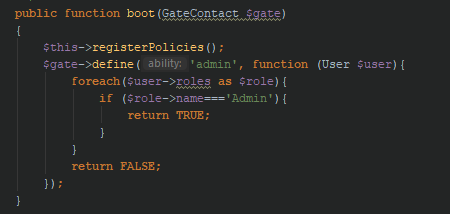 public function boot(GateContact $gate)
{
$this->registerPolicies();
$gate->define( ability: 'admin', function (User $user){
foreach($user->roles as $role){
if ($role->name==='Admin'){
return TRUE;
}
}
return FALSE;
});
}